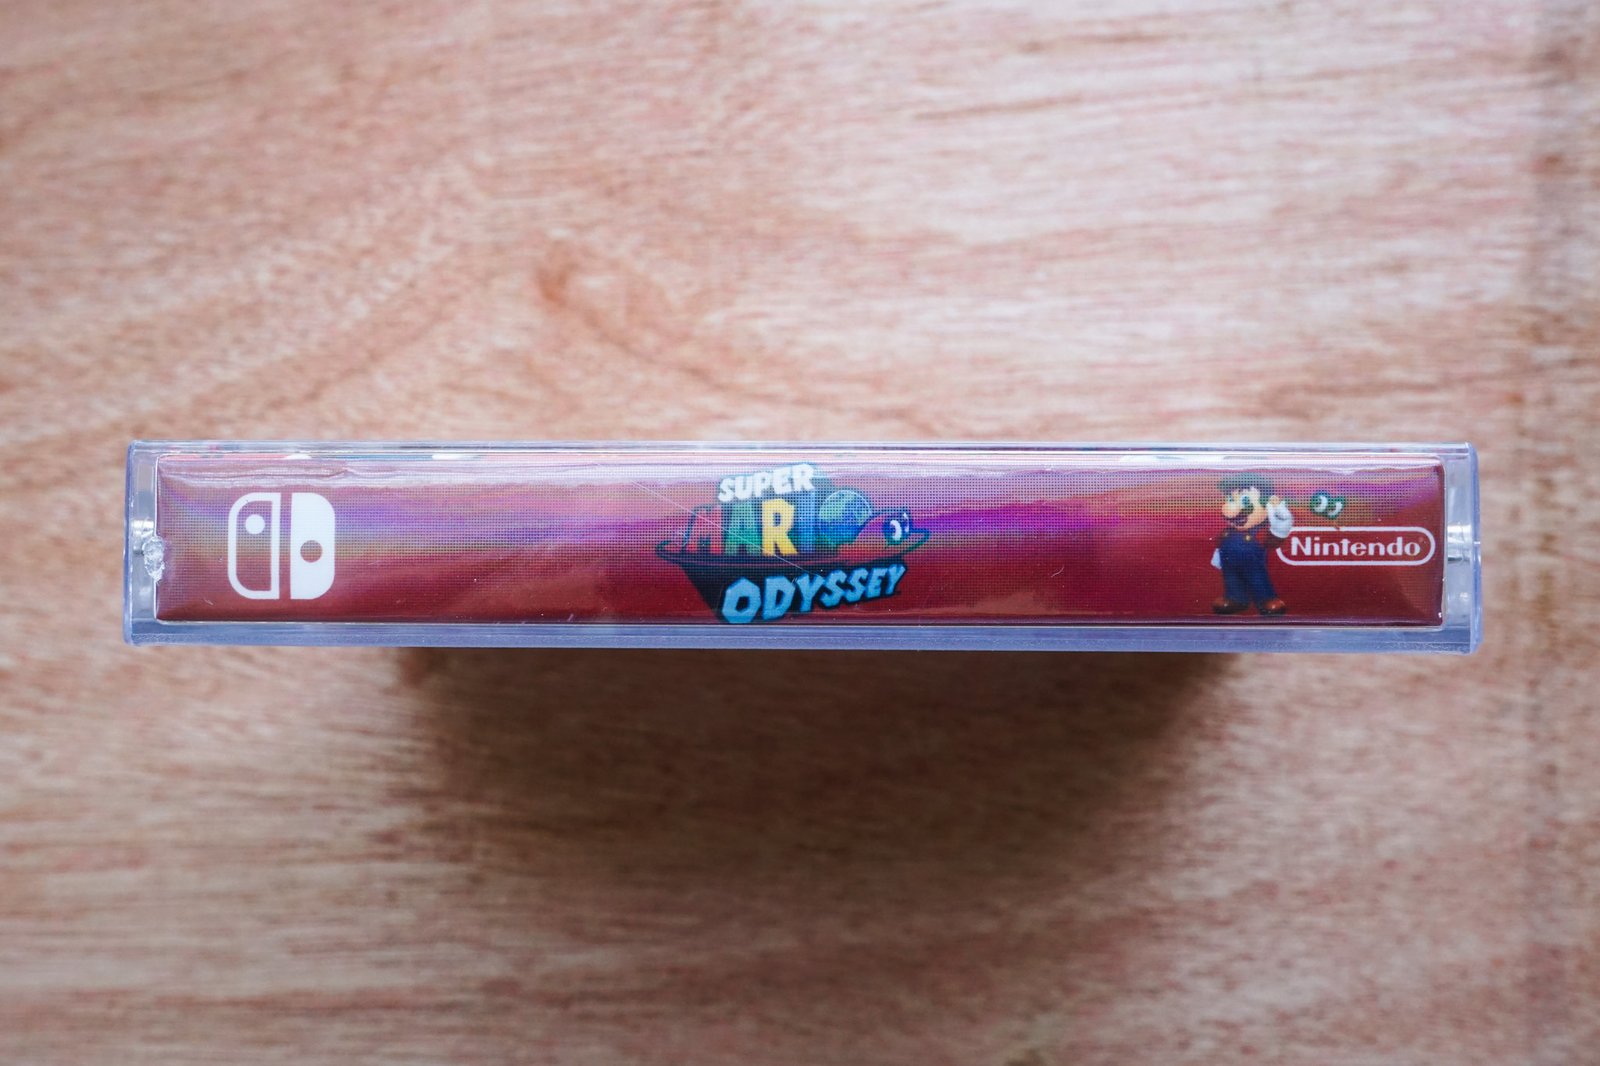 SUPER
MARIO
ODYSSEY
Nintendo